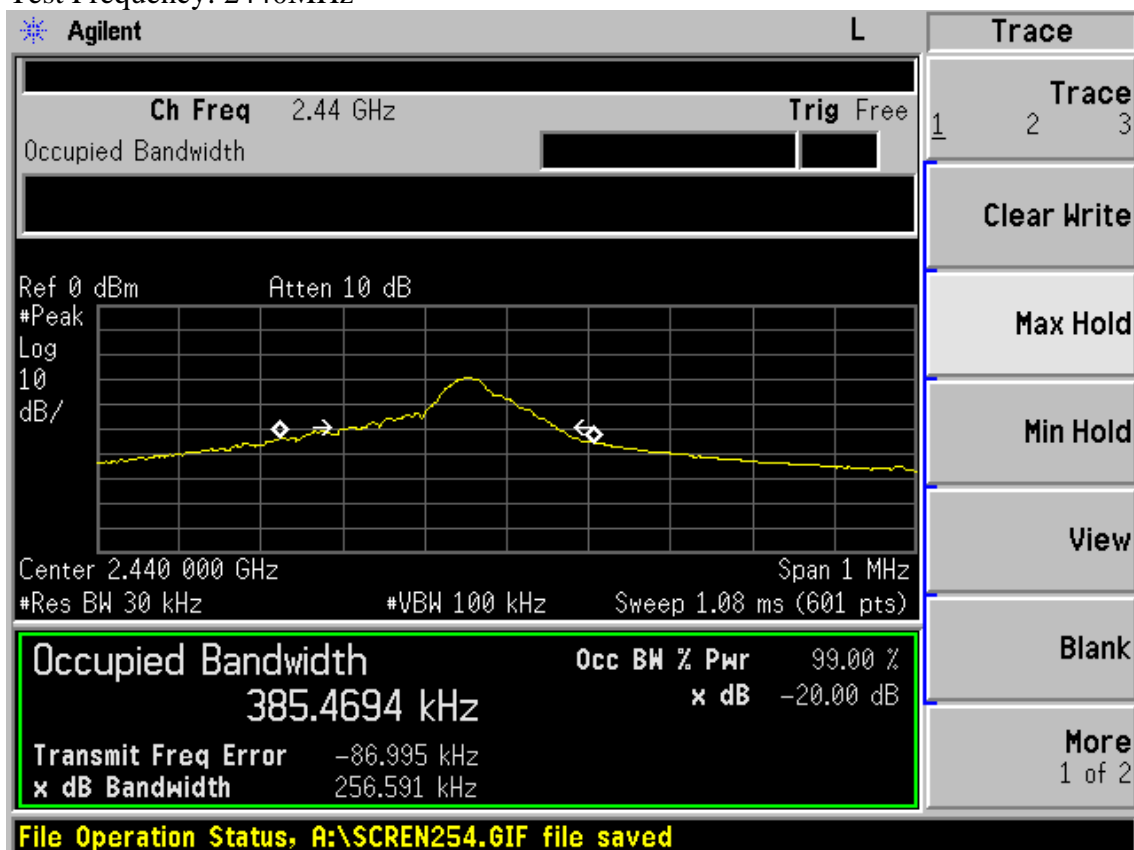 Agilent L Trace
Ch Freq 2.44 GHz Trig Free
Occupied Bandwidth
Trace
1 2 3
Clear Write
Ref 0 dBm Atten 10 dB
#Peak
Log
10
dB/
Max Hold
Min Hold
View
Center 2.440 000 GHz Span 1 MHz
#Res BW 30 kHz #VBW 100 kHz Sweep 1.08 ms (601 pts)
Occupied Bandwidth Occ BW % Pwr 99.00 %
385.4694 kHz x dB -20.00 dB
Blank
Transmit Freq Error -86.995 kHz
x dB Bandwidth 256.591 kHz
More
1 of 2
File Operation Status, A:\SCREN254.GIF file saved